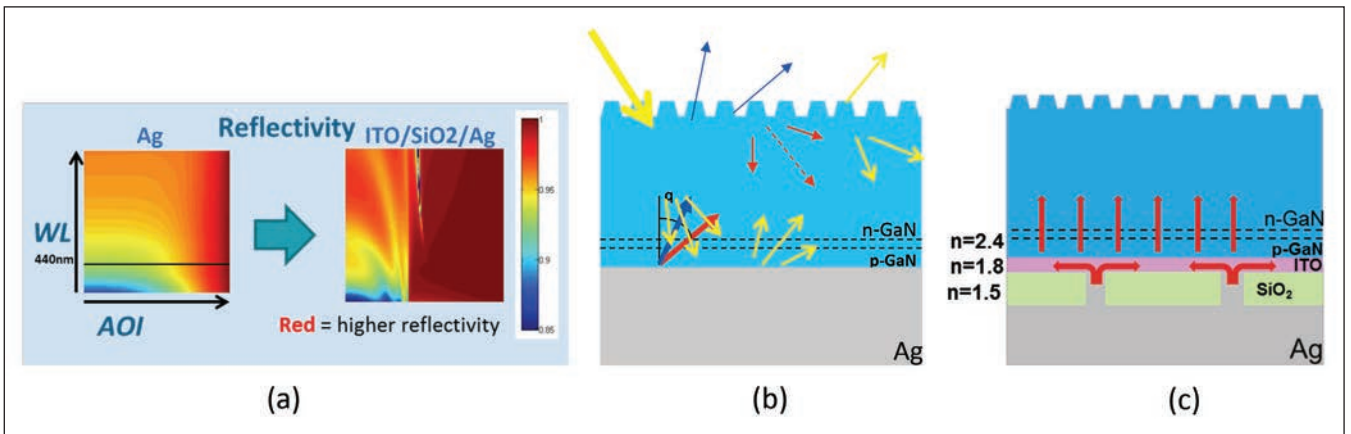 Reflectivity
Ag
ITO/SiO2/Ag
WL
440nm
AOI
Red = higher reflectivity
1
0.95
0.9
0.85
(a)
q
n-GaN
p-GaN
Ag
(b)
n-GaN
n=2.4
p-GaN
n=1.8
ITO
n=1.5
SiO₂
Ag
(c)